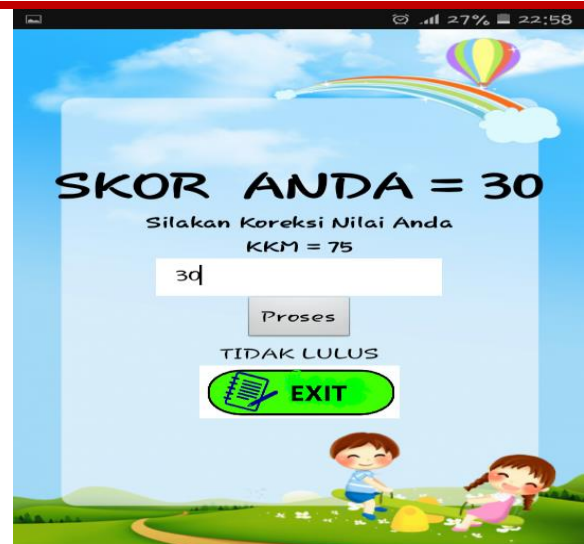 27% 22:58
SKOR ANDA = 30
Silakan Koreksi Nilai Anda
KKM = 75
30
Proses
TIDAK LULUS
EXIT